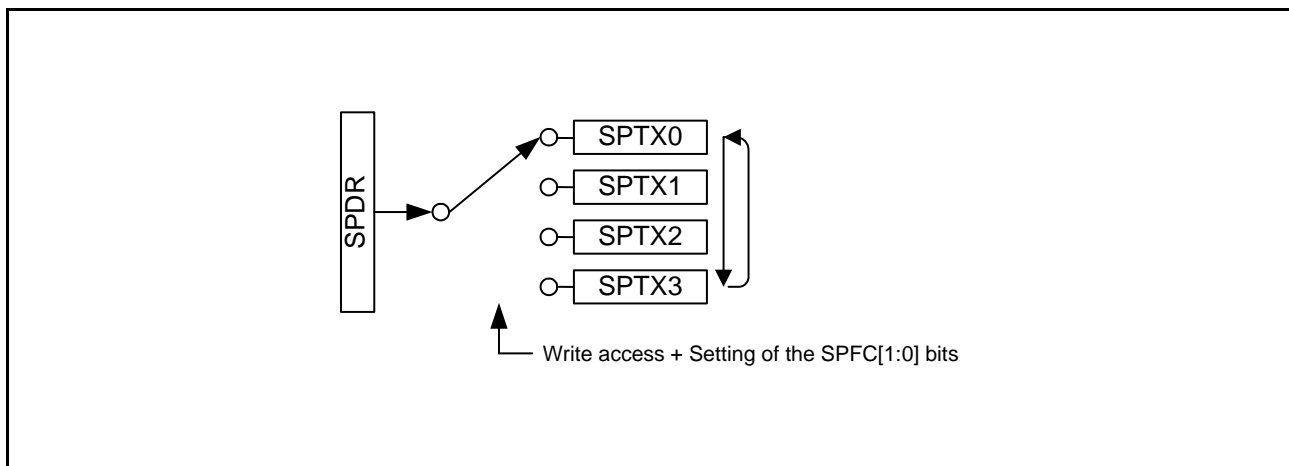 SPDR
SPTX0
SPTX1
SPTX2
SPTX3
Write access + Setting of the SPFC[1:0] bits